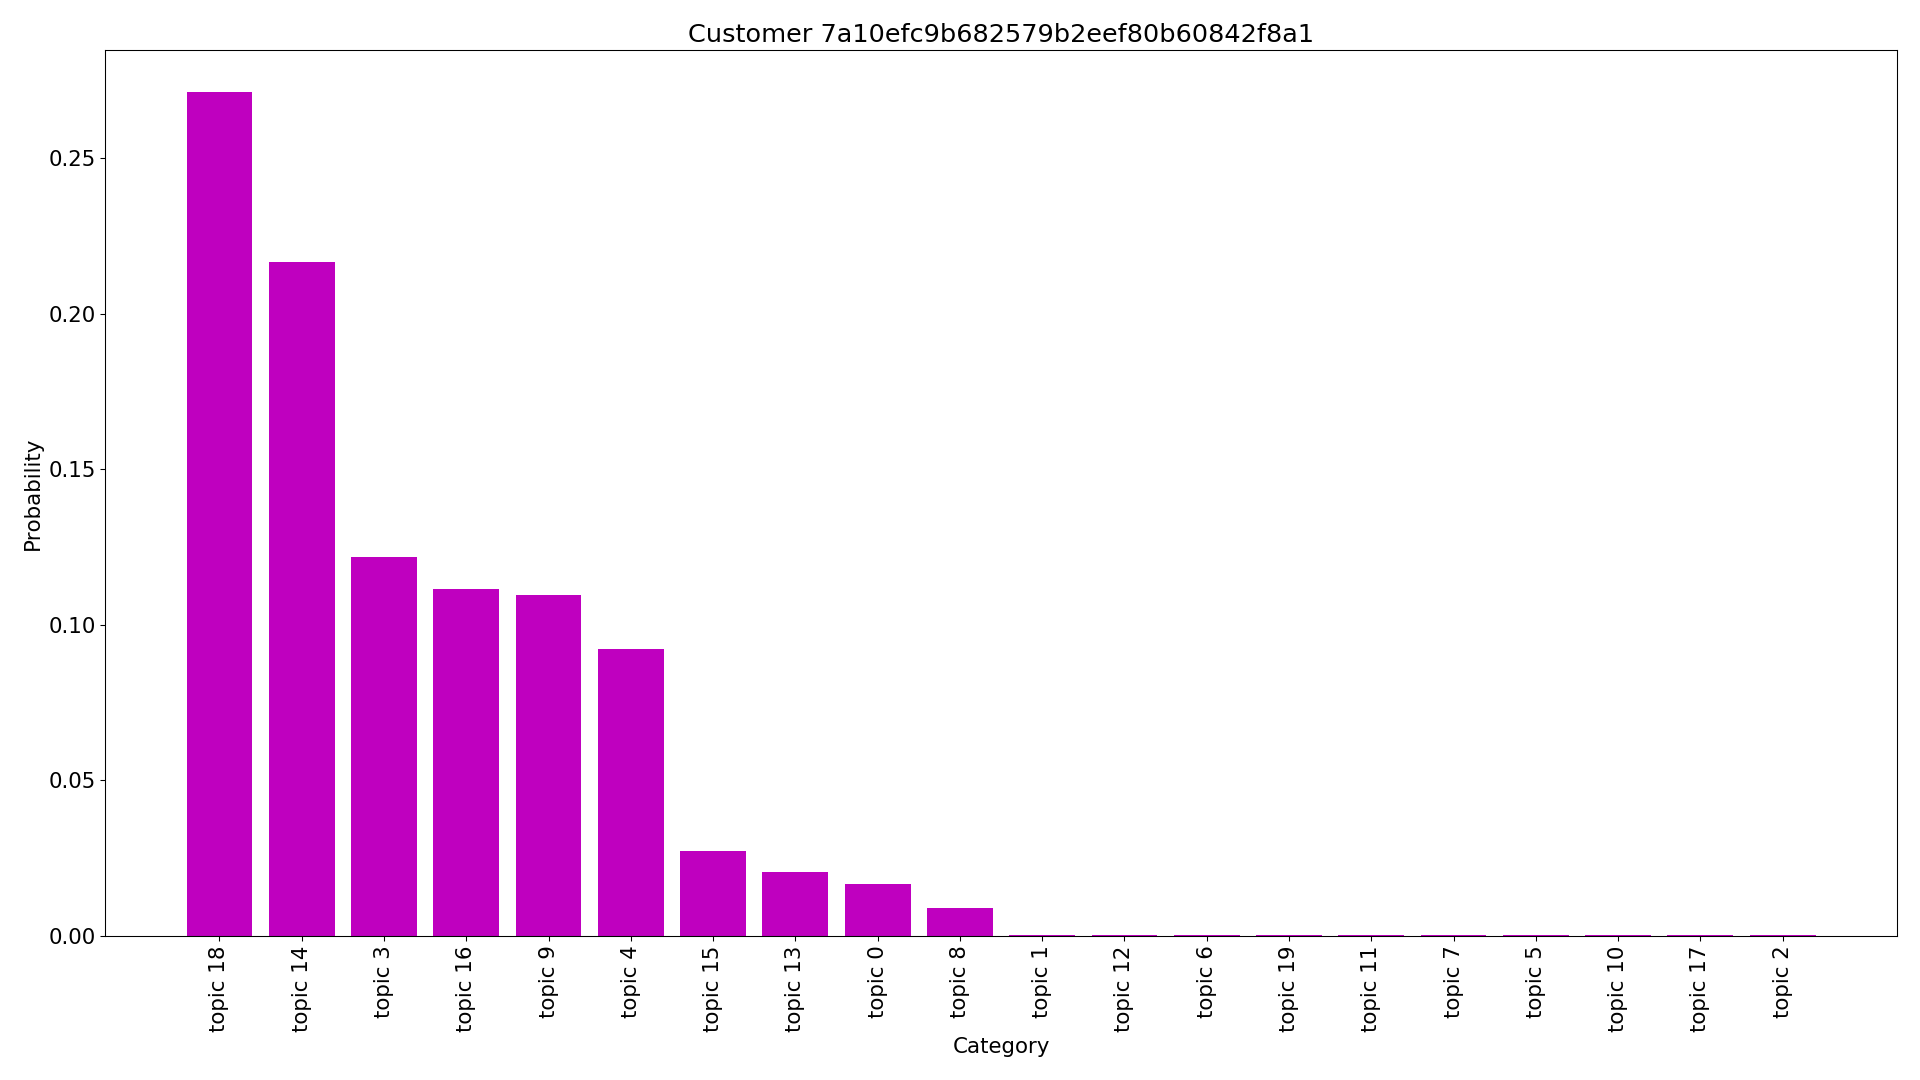 Customer 7a10efc9b682579b2eef80b60842f8a1
Probability
0.25
0.20
0.15
0.10
0.05
0.00
topic 18
topic 14
topic 3
topic 16
topic 9
topic 4
topic 15
topic 13
topic 0
topic 8
topic 1
topic 12
topic 6
topic 19
topic 11
topic 7
topic 5
topic 10
topic 17
topic 2
Category